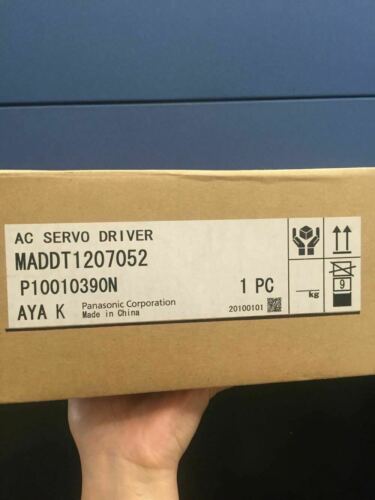 AC SERVO DRIVER
MADDT1207052
P10010390N
1 PC
kg
9
AYA K
Panasonic Corporation
Made in China
20100101